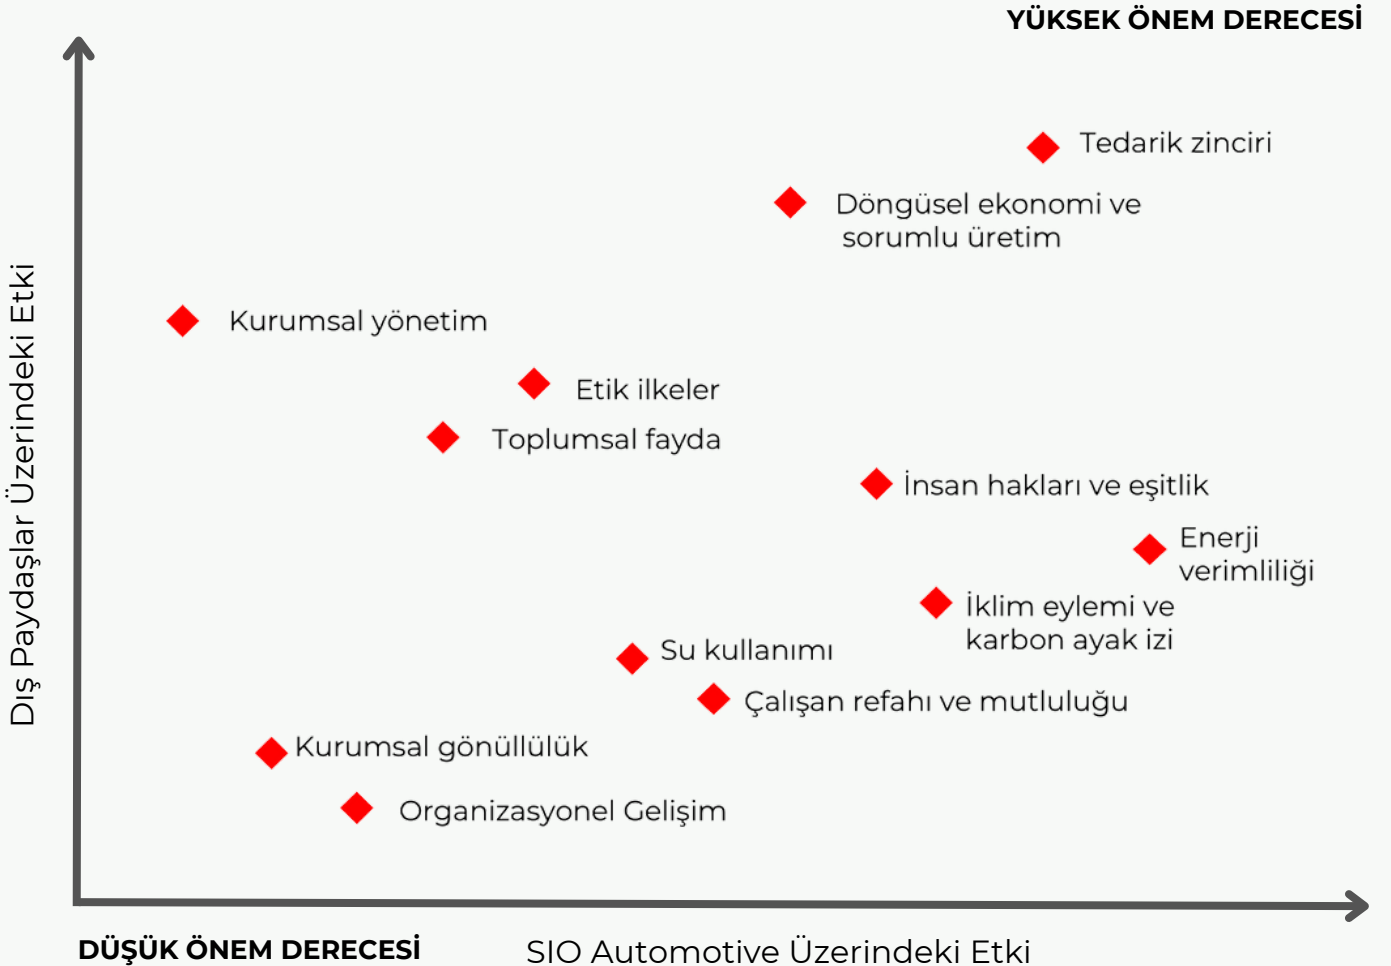 YÜKSEK ÖNEM DERECESİ
Tedarik zinciri
Döngüsel ekonomi ve
sorumlu üretim
Kurumsal yönetim
Etik ilkeler
Toplumsal fayda
İnsan hakları ve eşitlik
Enerji
verimliliği
İklim eylemi ve
karbon ayak izi
Su kullanımı
Çalışan refahı ve mutluluğu
Kurumsal gönüllülük
Organizasyonel Gelişim
Dış Paydaşlar Üzerindeki Etki
DÜŞÜK ÖNEM DERECESİ
SIO Automotive Üzerindeki Etki